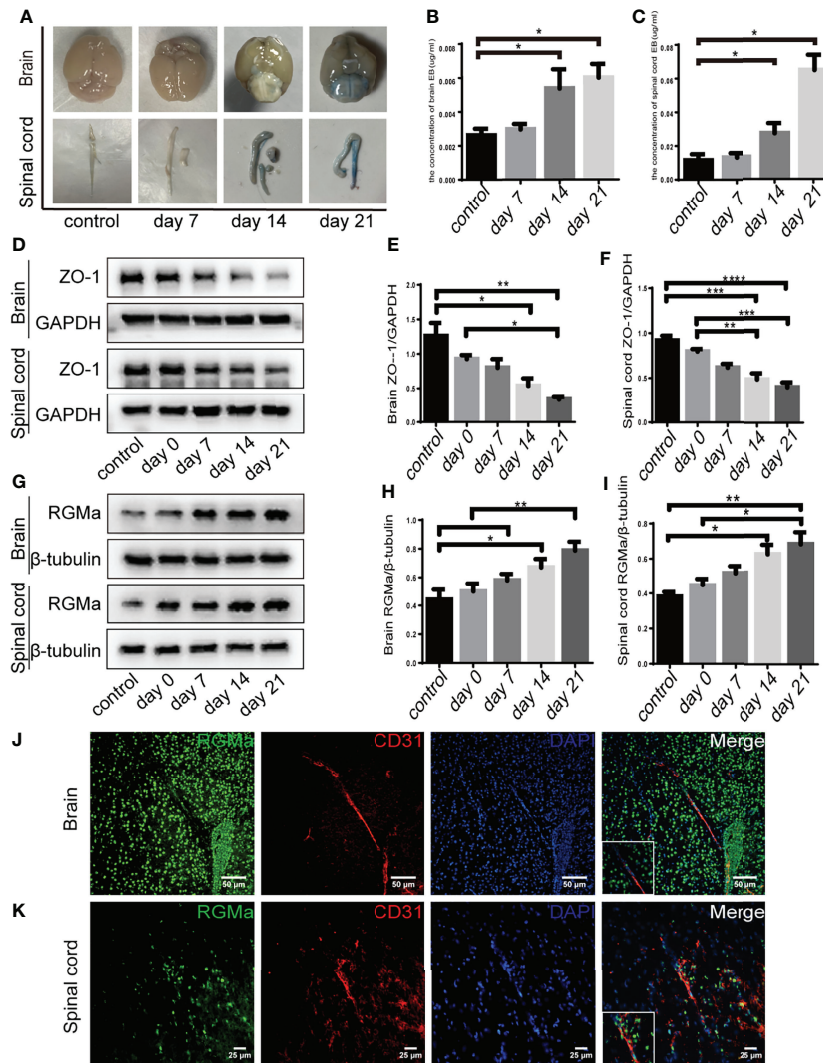 A
Brain
Spinal cord
control day 7 day 14 day 21
B
the concentration of brain EB(ug/ml)
0.008
0.006
0.004
0.002
0.000
*
*
control day 7 day 14 day 21
C
the concentration of spinal cord EB(ug/ml)
0.008
0.006
0.004
0.002
0.000
*
*
control day 7 day 14 day 21
D
Brain
ZO-1
GAPDH
Spinal cord
ZO-1
GAPDH
control day 0 day 7 day 14 day 21
E
Brain ZO--1/GAPDH
2.0
1.5
1.0
0.5
0.0
**
*
*
control day 0 day 7 day 14 day 21
F
Spinal cord ZO-1/GAPDH
1.5
1.0
0.5
0.0
****
***
***
**
control day 0 day 7 day 14 day 21
G
Brain
RGMa
β-tubulin
Spinal cord
RGMa
β-tubulin
control day 0 day 7 day 14 day 21
H
Brain RGMa/β-tubulin
1.0
0.8
0.6
0.4
0.2
0.0
**
*
control day 0 day 7 day 14 day 21
I
Spinal cord RGMa/β-tubulin
0.8
0.6
0.4
0.2
0.0
**
*
*
control day 0 day 7 day 14 day 21
J
Brain
RGMa CD31 DAPI Merge
50 µm 50 µm 50 µm 50 µm
K
Spinal cord
RGMa CD31 DAPI Merge
25 µm 25 µm 25 µm 25 µm